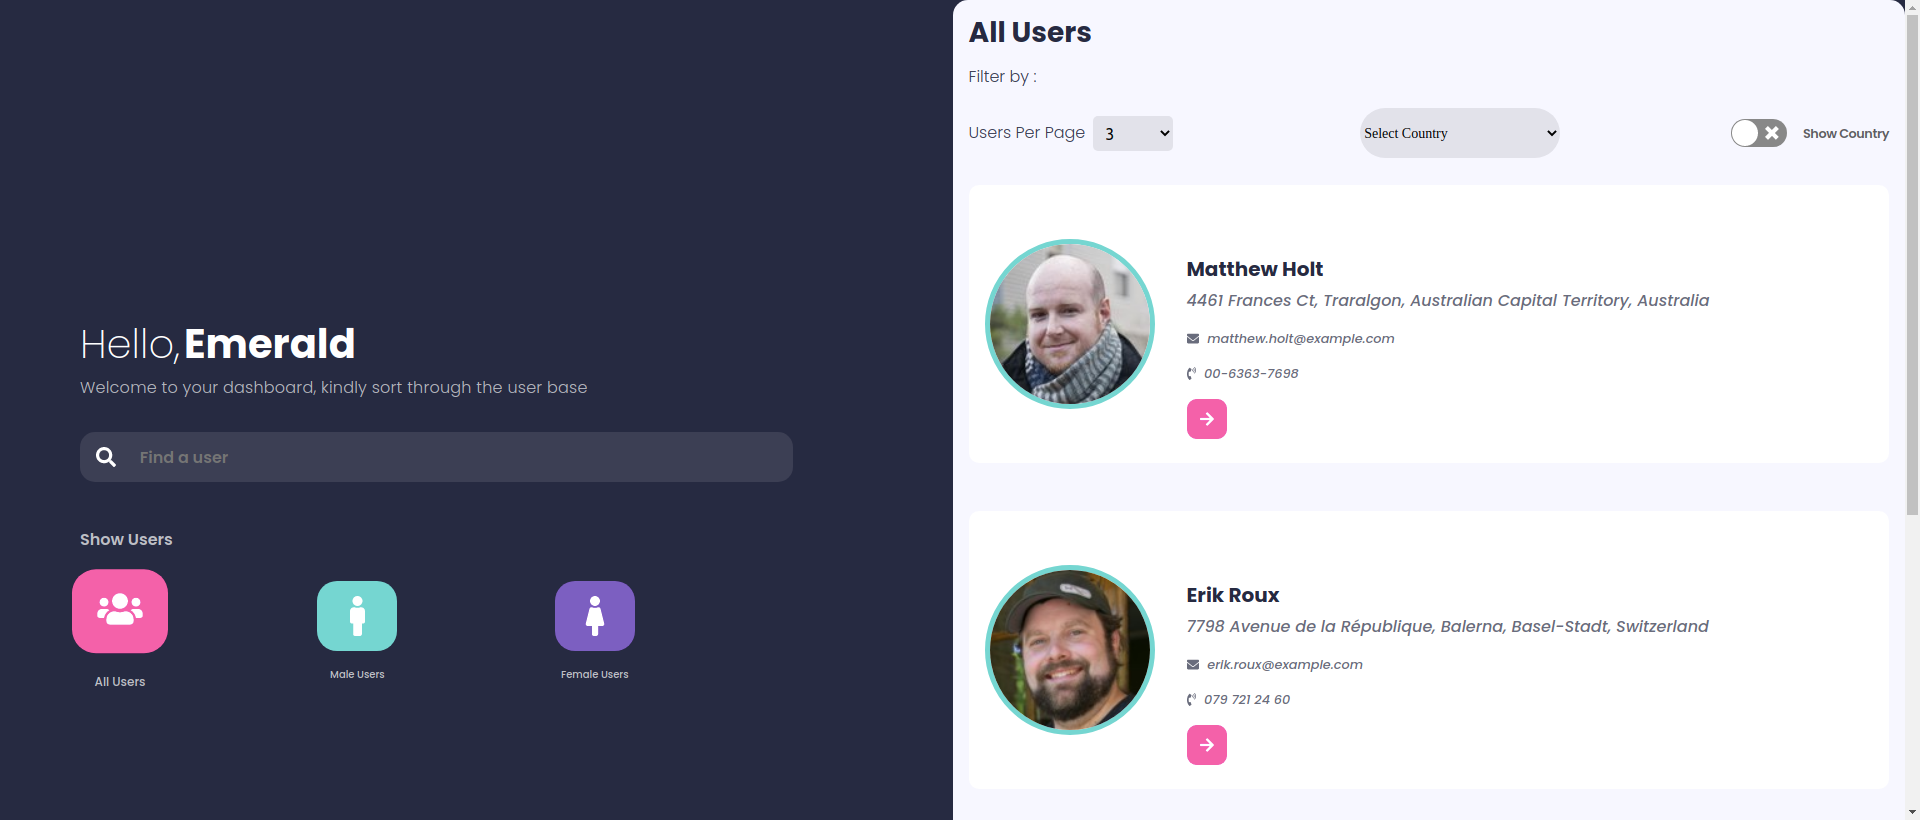 Hello, Emerald
Welcome to your dashboard, kindly sort through the user base
Find a user
Show Users
All Users
Male Users
Female Users
All Users
Filter by :
Users Per Page 3
Select Country
Show Country
Matthew Holt
4461 Frances Ct, Traralgon, Australian Capital Territory, Australia
matthew.holt@example.com
00-6363-7698
Erik Roux
7798 Avenue de la République, Balerna, Basel-Stadt, Switzerland
erik.roux@example.com
079 721 24 60